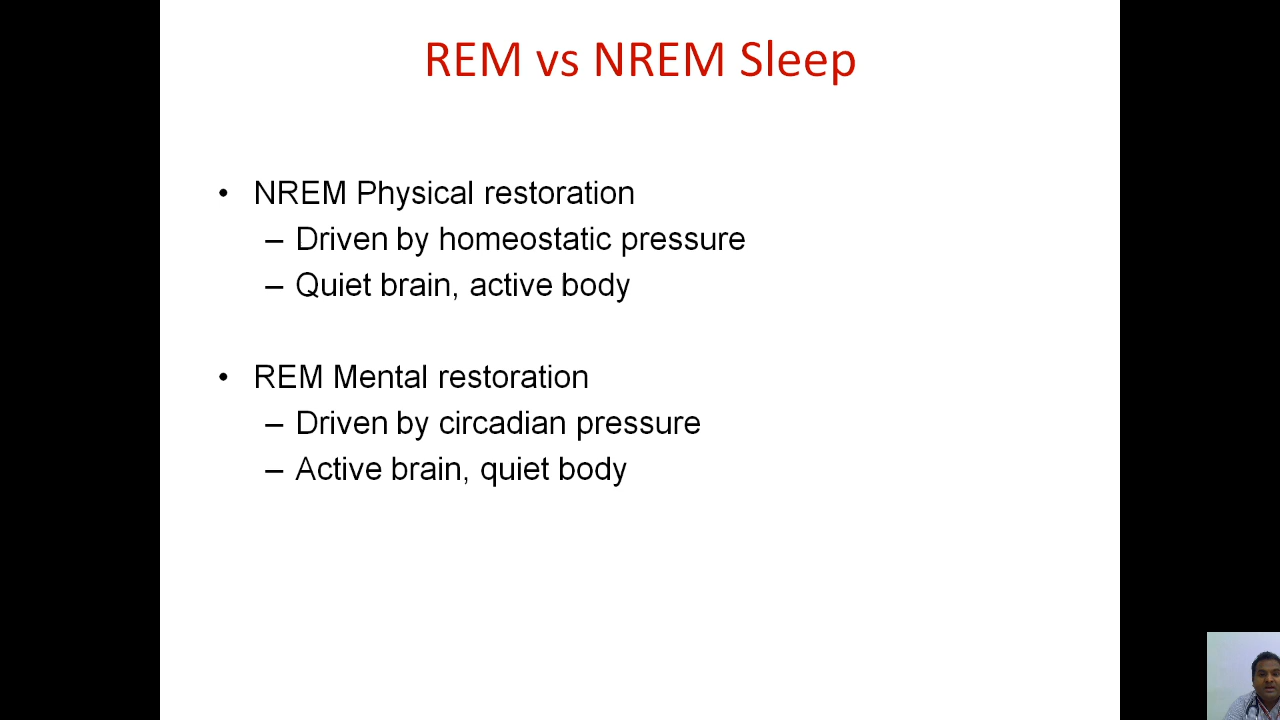 REM vs NREM Sleep
• NREM Physical restoration
– Driven by homeostatic pressure
– Quiet brain, active body
• REM Mental restoration
– Driven by circadian pressure
– Active brain, quiet body